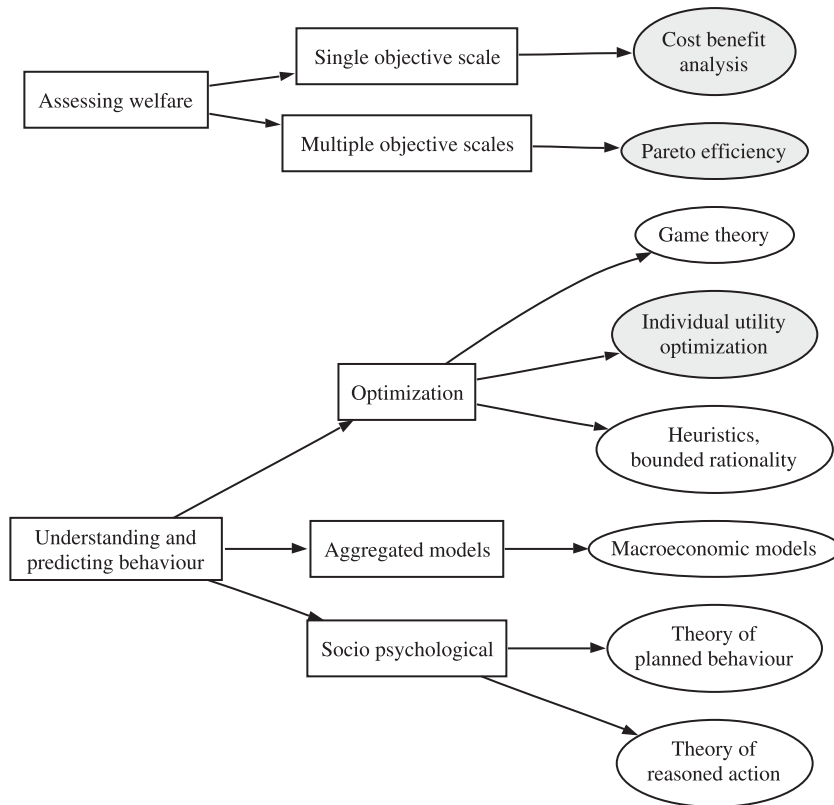 Single objective scale
Cost benefit
analysis
Assessing welfare
Multiple objective scales
Pareto efficiency
Game theory
Individual utility
optimization
Optimization
Heuristics,
bounded rationality
Understanding and
predicting behaviour
Aggregated models
Macroeconomic models
Socio psychological
Theory of
planned behaviour
Theory of
reasoned action